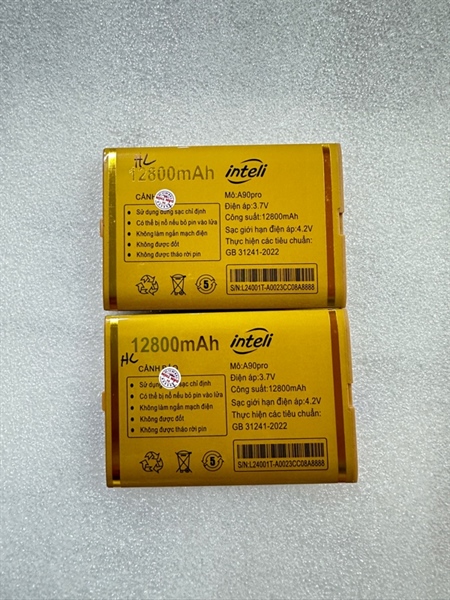 HC
12800mAh
inteli
CẢNH
• Sử dụng đúng sạc chỉ định
• Có thể bị nổ nếu bỏ pin vào lửa
• Không làm ngắn mạch điện
• Không được đốt
• Không được tháo rời pin
Mô:A90pro
Điện áp:3.7V
Công suất:12800mAh
Sạc giới hạn điện áp:4.2V
Thực hiện các tiêu chuẩn:
GB 31241-2022
5
S/N:L24001T-A0023CC08A8888
12800mAh
inteli
HC
CẢNH BÁO
• Sử dụng đúng sạc chỉ định
• Có thể bị nổ nếu bỏ pin vào lửa
• Không làm ngắn mạch điện
• Không được đốt
• Không được tháo rời pin
Mô:A90pro
Điện áp:3.7V
Công suất:12800mAh
Sạc giới hạn điện áp:4.2V
Thực hiện các tiêu chuẩn:
GB 31241-2022
5
S/N:L24001T-A0023CC08A8888